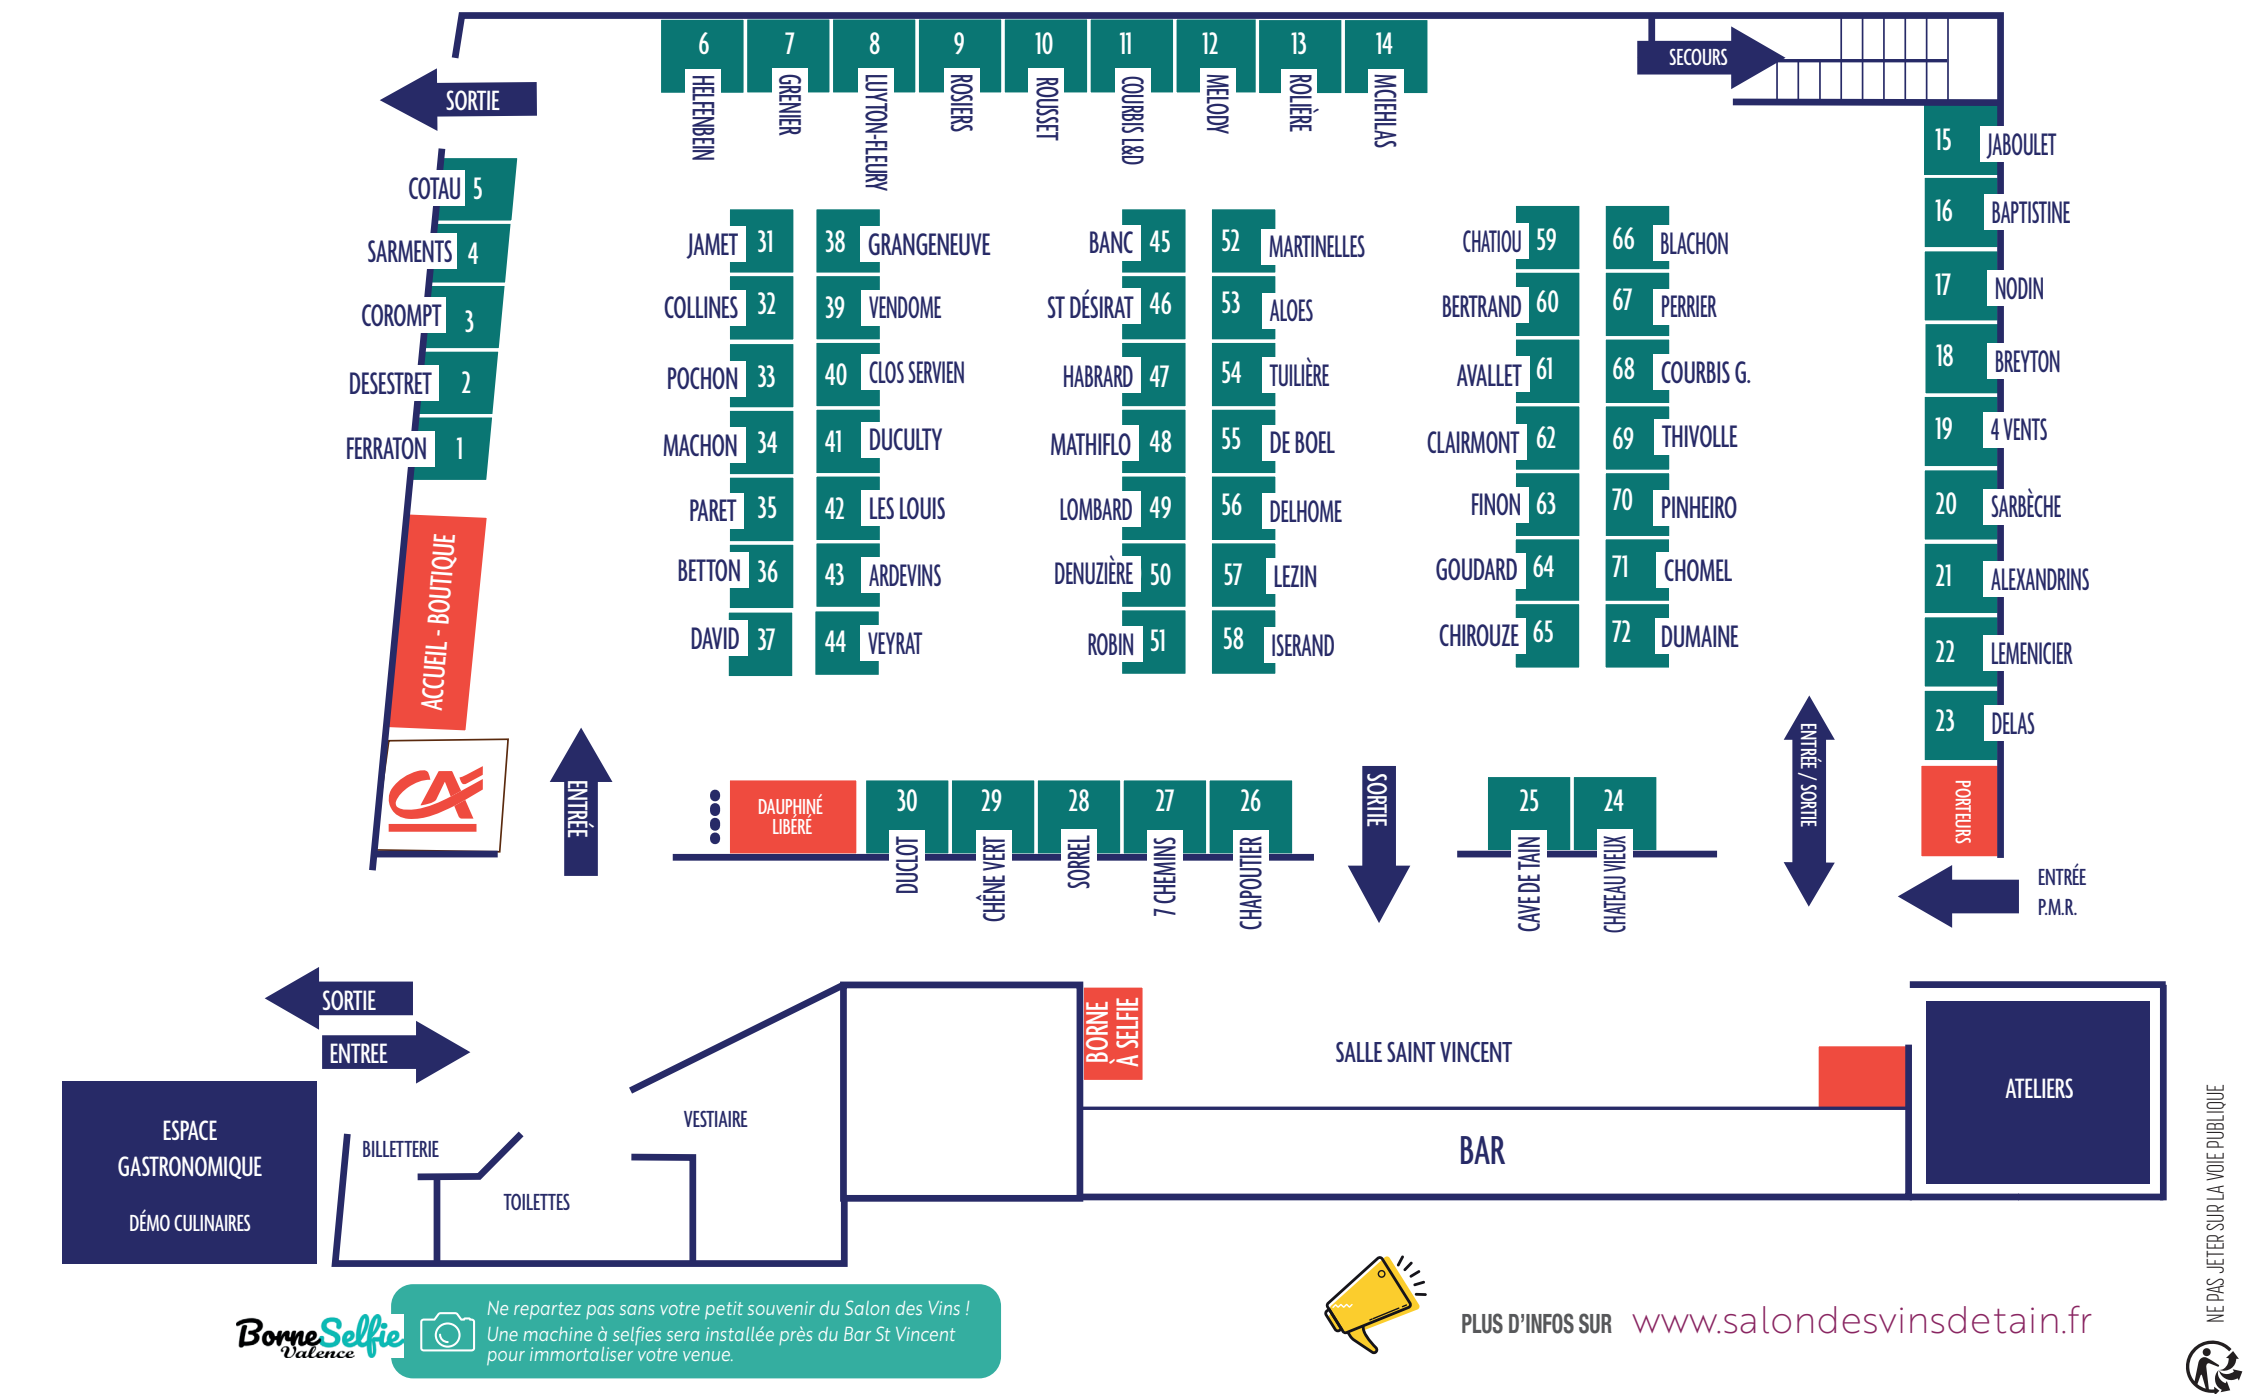 6 7 8 9 10 11 12 13 14
HELFENBEIN
GRENIER
LUYTON-FLEURY
ROSIERS
ROUSSET
COURBIS L&D
MELODY
ROLIÈRE
MCIEHLAS
SECOURS
SORTIE
COTAU 5
SARMENTS 4
COROMPT 3
DESESTRET 2
FERRATON 1
ACCUEIL - BOUTIQUE
CA
JAMET 31
COLLINES 32
POCHON 33
MACHON 34
PARET 35
BETTON 36
DAVID 37
38 GRANGENEUVE
39 VENDOME
40 CLOS SERVIEN
41 DUCULTY
42 LES LOUIS
43 ARDEVINS
44 VEYRAT
BANC 45
ST DÉSIRAT 46
HABRARD 47
MATHIFLO 48
LOMBARD 49
DENUZIÈRE 50
ROBIN 51
52 MARTINELLES
53 ALOES
54 TUILIÈRE
55 DE BOEL
56 DELHOME
57 LEZIN
58 ISERAND
CHATIOU 59
BERTRAND 60
AVALLET 61
CLAIRMONT 62
FINON 63
GOUDARD 64
CHIROUZE 65
66 BLACHON
67 PERRIER
68 COURBIS G.
69 THIVOLLE
70 PINHEIRO
71 CHOMEL
72 DUMAINE
15 JABOULET
16 BAPTISTINE
17 NODIN
18 BREYTON
19 4 VENTS
20 SARBÈCHE
21 ALEXANDRINS
22 LEMENICIER
23 DELAS
PORTEURS
ENTRÉE
DAUPHINÉ
LIBÉRÉ
30 29 28 27 26
DUCLOT
CHÊNE VERT
SORREL
7 CHEMINS
CHAPOUTIER
SORTIE
25 24
CAVE DE TAIN
CHATEAU VIEUX
ENTRÉE / SORTIE
ENTRÉE
P.M.R.
SORTIE
ENTREE
ESPACE
GASTRONOMIQUE
DÉMO CULINAIRES
BILLETTERIE
TOILETTES
VESTIAIRE
BORNE
À SELFIE
SALLE SAINT VINCENT
BAR
ATELIERS
BorneSelfie
Valence
Ne repartez pas sans votre petit souvenir du Salon des Vins !
Une machine à selfies sera installée près du Bar St Vincent
pour immortaliser votre venue.
PLUS D'INFOS SUR www.salondesvinsdetain.fr
NE PAS JETER SUR LA VOIE PUBLIQUE